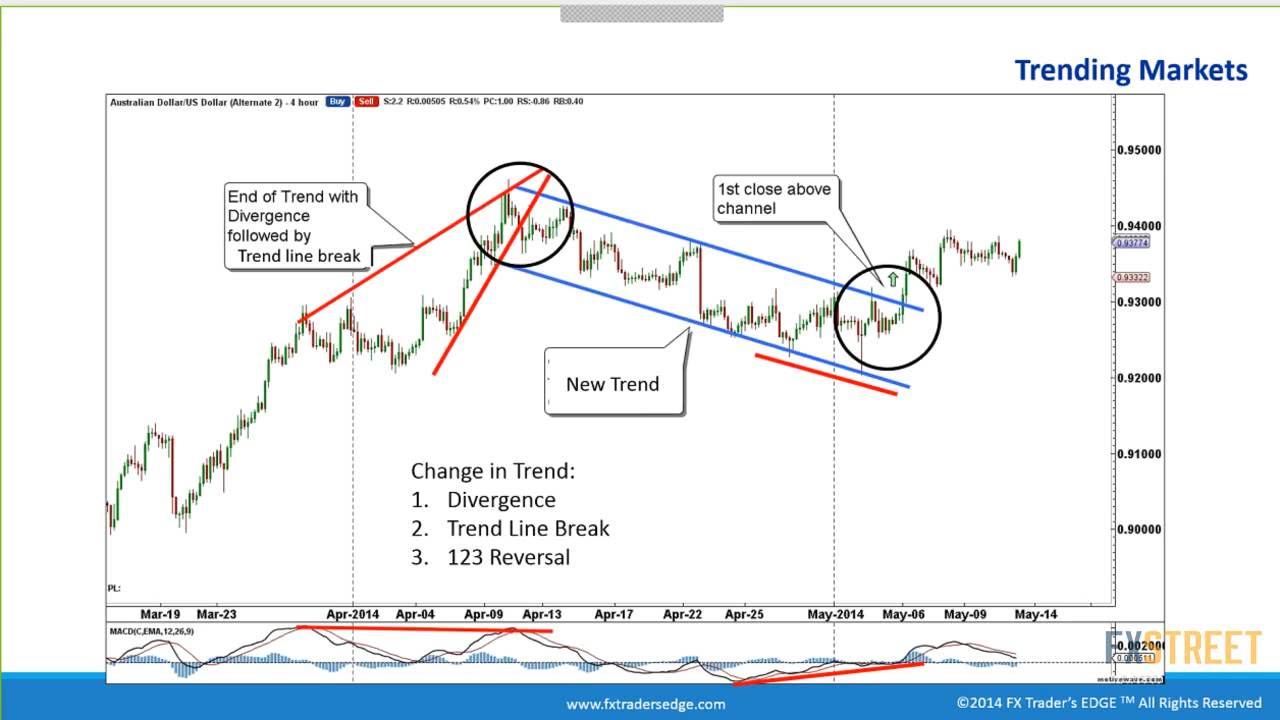 Trending Markets
Australian Dollar/US Dollar (Alternate 2) - 4 hour Buy Sell S:2.2 R:0.00505 R:0.54% PC:1.00 RS:-0.86 RB:0.40
0.95000
End of Trend with
Divergence
followed by
Trend line break
1st close above
channel
0.94000
0.93774
0.93322
0.93000
New Trend
0.92000
0.91000
Change in Trend:
1. Divergence
2. Trend Line Break
3. 123 Reversal
0.90000
PL:
Mar-19 Mar-23 Apr-2014 Apr-04 Apr-09 Apr-13 Apr-17 Apr-22 Apr-25 May-2014 May-06 May-09 May-14
MACD(C,EMA,12,26,9)
FXSTREET
www.fxtradersedge.com
©2014 FX Trader's EDGE ™ All Rights Reserved